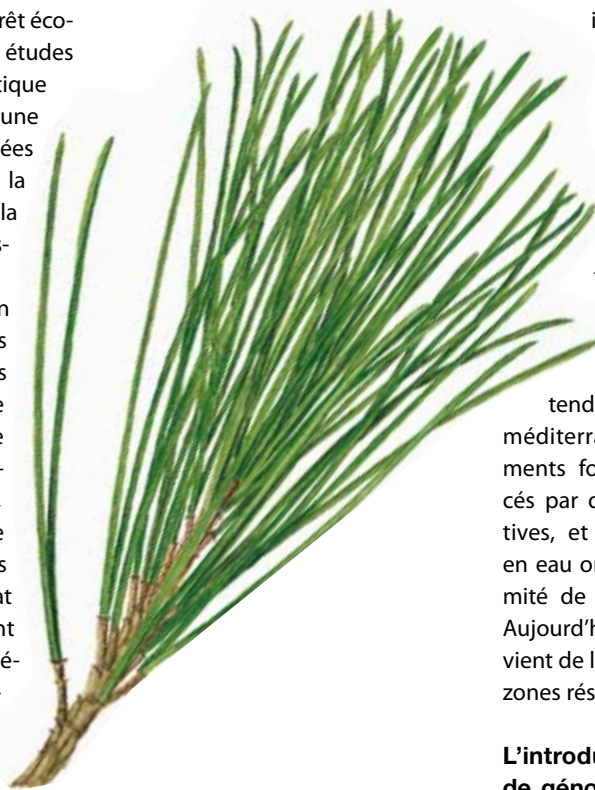 rêt éco-
études
tique
une
ées
la
la
s-
n
s
s
e
e
-
e
s
at
nt
é-
-
i
tend
méditerra
ments fo
cés par d
tives, et
en eau or
mité de
Aujourd'h
vient de l
zones rés
L'introdu
de géno